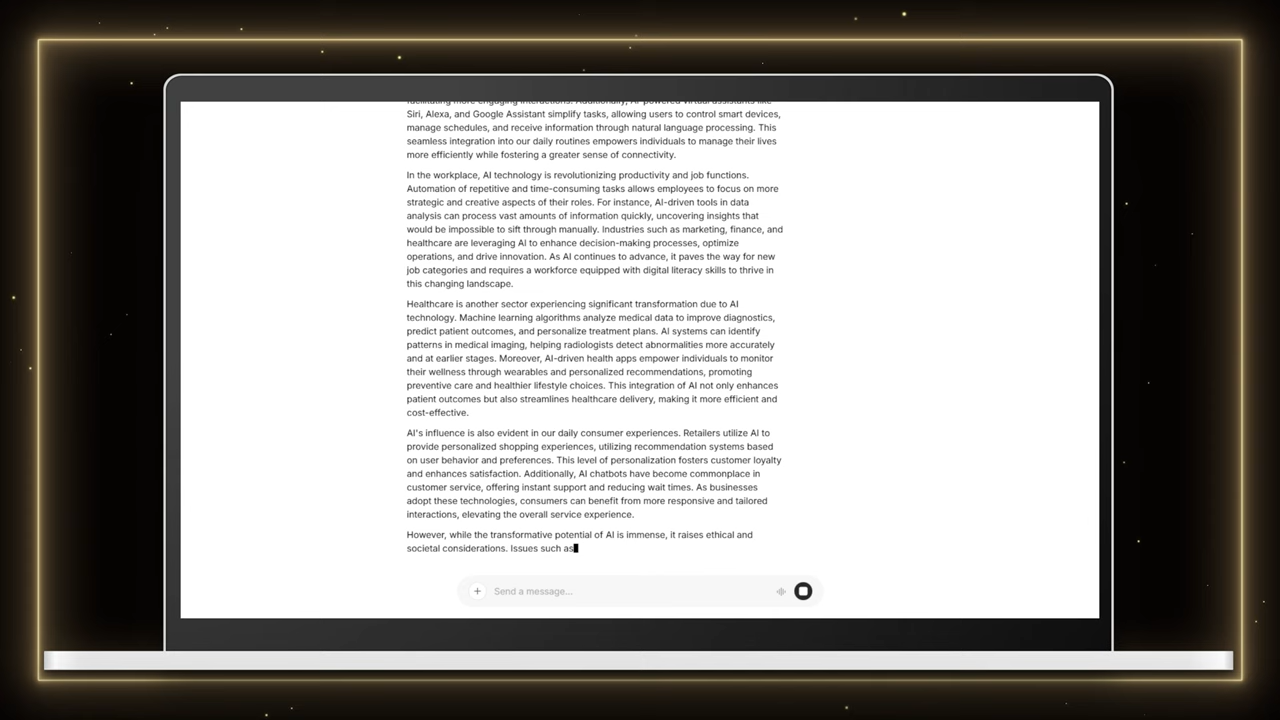 facilitating more engaging interactions. Additionally, AI-powered virtual assistants like
Siri, Alexa, and Google Assistant simplify tasks, allowing users to control smart devices,
manage schedules, and receive information through natural language processing. This
seamless integration into our daily routines empowers individuals to manage their lives
more efficiently while fostering a greater sense of connectivity.
In the workplace, AI technology is revolutionizing productivity and job functions.
Automation of repetitive and time-consuming tasks allows employees to focus on more
strategic and creative aspects of their roles. For instance, AI-driven tools in data
analysis can process vast amounts of information quickly, uncovering insights that
would be impossible to sift through manually. Industries such as marketing, finance, and
healthcare are leveraging AI to enhance decision-making processes, optimize
operations, and drive innovation. As AI continues to advance, it paves the way for new
job categories and requires a workforce equipped with digital literacy skills to thrive in
this changing landscape.
Healthcare is another sector experiencing significant transformation due to AI
technology. Machine learning algorithms analyze medical data to improve diagnostics,
predict patient outcomes, and personalize treatment plans. AI systems can identify
patterns in medical imaging, helping radiologists detect abnormalities more accurately
and at earlier stages. Moreover, AI-driven health apps empower individuals to monitor
their wellness through wearables and personalized recommendations, promoting
preventive care and healthier lifestyle choices. This integration of AI not only enhances
patient outcomes but also streamlines healthcare delivery, making it more efficient and
cost-effective.
AI's influence is also evident in our daily consumer experiences. Retailers utilize AI to
provide personalized shopping experiences, utilizing recommendation systems based
on user behavior and preferences. This level of personalization fosters customer loyalty
and enhances satisfaction. Additionally, AI chatbots have become commonplace in
customer service, offering instant support and reducing wait times. As businesses
adopt these technologies, consumers can benefit from more responsive and tailored
interactions, elevating the overall service experience.
However, while the transformative potential of AI is immense, it raises ethical and
societal considerations. Issues such as
Send a message...